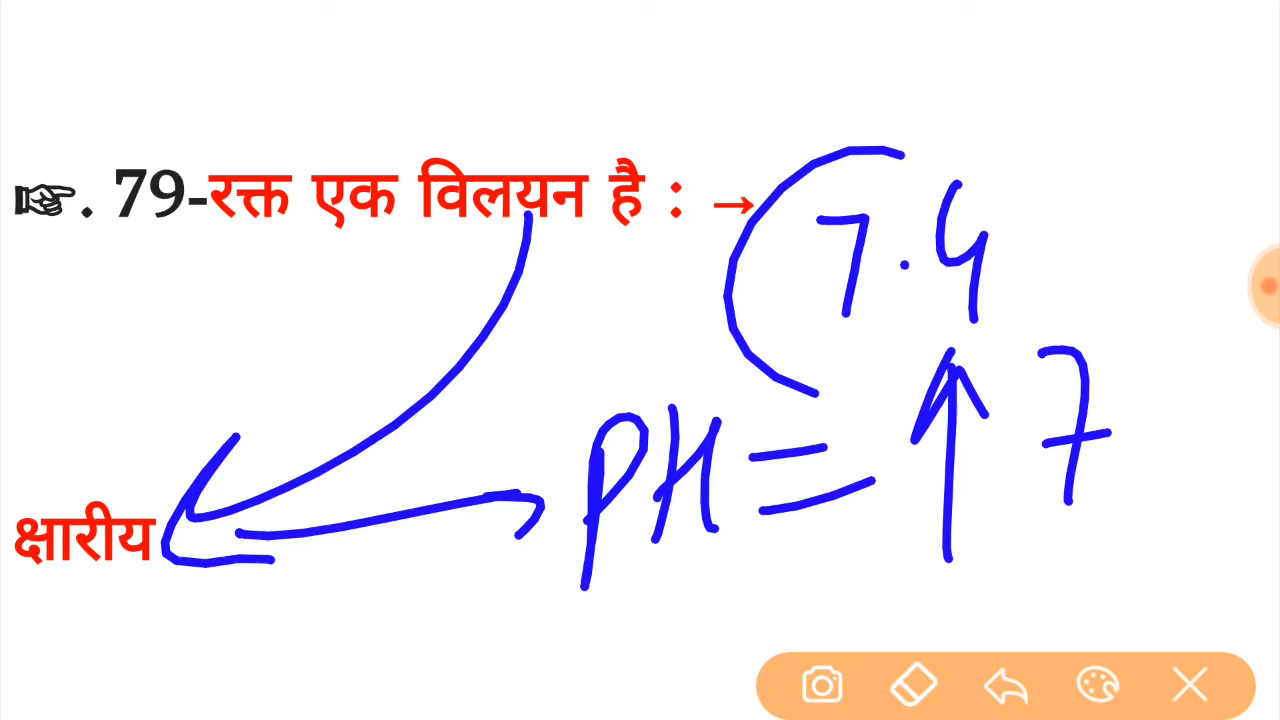 ☞. 79-रक्त एक विलयन है : →
7.4
7
PH=
क्षारीय